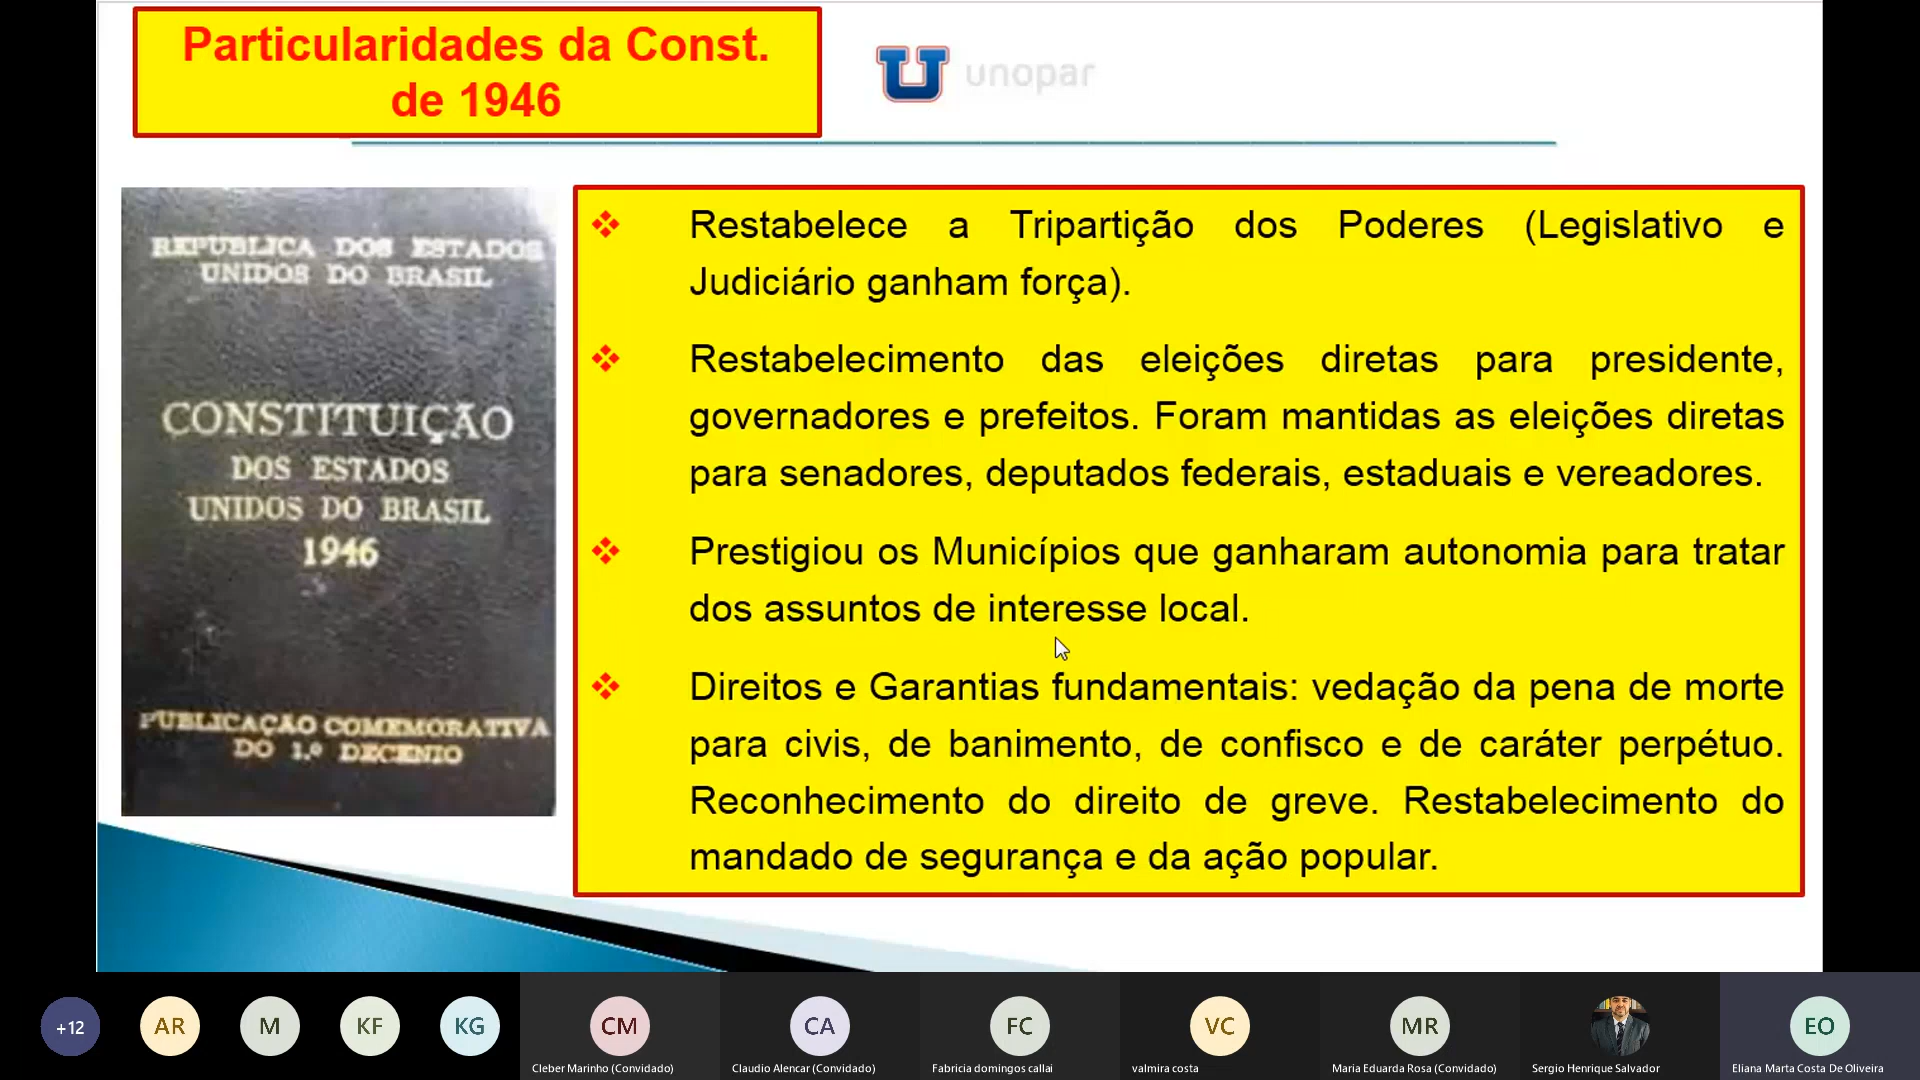 Particularidades da Const.
de 1946
unopar
REPUBLICA DOS ESTADOS
UNIDOS DO BRASIL
CONSTITUIÇÃO
DOS ESTADOS
UNIDOS DO BRASIL
1946
PUBLICAÇÃO COMEMORATIVA
DO 1.º DECENIO
Restabelece a Tripartição dos Poderes (Legislativo e
Judiciário ganham força).
Restabelecimento das eleições diretas para presidente,
governadores e prefeitos. Foram mantidas as eleições diretas
para senadores, deputados federais, estaduais e vereadores.
Prestigiou os Municípios que ganharam autonomia para tratar
dos assuntos de interesse local.
Direitos e Garantias fundamentais: vedação da pena de morte
para civis, de banimento, de confisco e de caráter perpétuo.
Reconhecimento do direito de greve. Restabelecimento do
mandado de segurança e da ação popular.
+12
AR
M
KF
KG
CM
CA
FC
VC
MR
EO
Cleber Marinho (Convidado)
Claudio Alencar (Convidado)
Fabricia domingos callai
valmira costa
Maria Eduarda Rosa (Convidado)
Sergio Henrique Salvador
Eliana Marta Costa De Oliveira